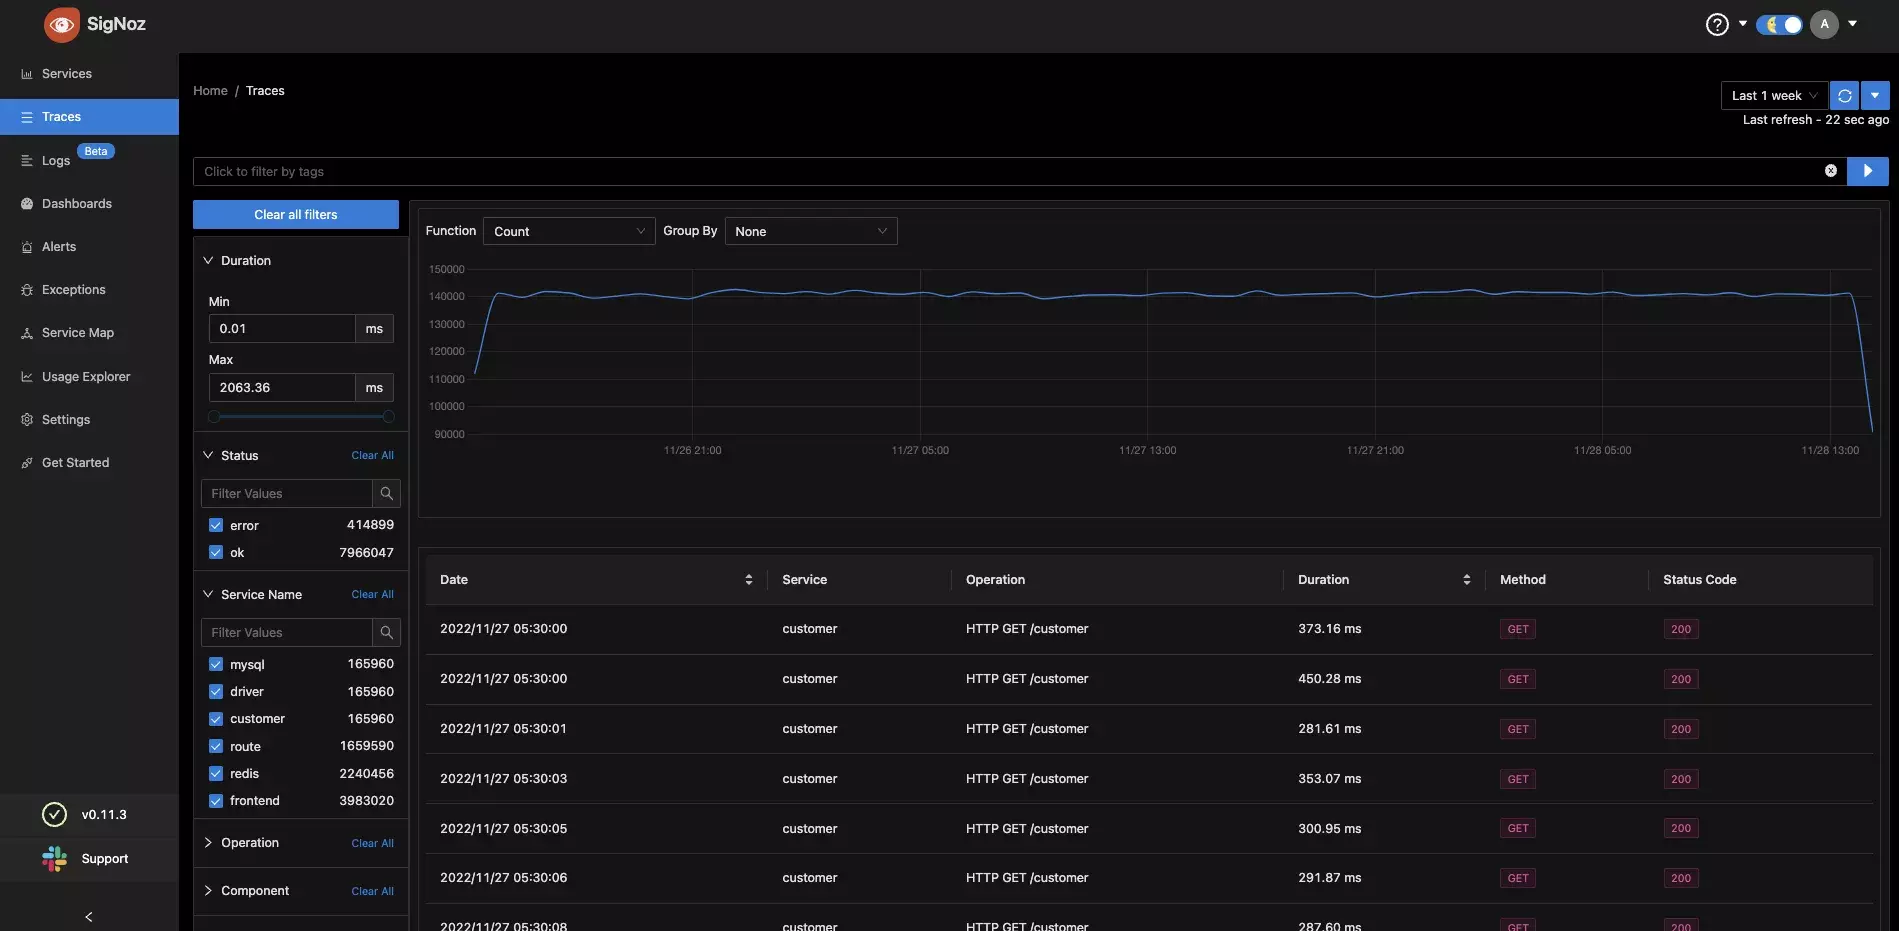 SigNoz
A
Services
Traces
Logs Beta
Dashboards
Alerts
Exceptions
Service Map
Usage Explorer
Settings
Get Started
v0.11.3
Support
Home / Traces
Last 1 week
Last refresh - 22 sec ago
Click to filter by tags
Clear all filters
Duration
Min
0.01 ms
Max
2063.36 ms
Status Clear All
Filter Values
error 414899
ok 7966047
Service Name Clear All
Filter Values
mysql 165960
driver 165960
customer 165960
route 1659590
redis 2240456
frontend 3983020
Operation Clear All
Component Clear All
Function Count Group By None
150000
140000
130000
120000
110000
100000
90000
11/26 21:00 11/27 05:00 11/27 13:00 11/27 21:00 11/28 05:00 11/28 13:00
Date Service Operation Duration Method Status Code
2022/11/27 05:30:00 customer HTTP GET /customer 373.16 ms GET 200
2022/11/27 05:30:00 customer HTTP GET /customer 450.28 ms GET 200
2022/11/27 05:30:01 customer HTTP GET /customer 281.61 ms GET 200
2022/11/27 05:30:03 customer HTTP GET /customer 353.07 ms GET 200
2022/11/27 05:30:05 customer HTTP GET /customer 300.95 ms GET 200
2022/11/27 05:30:06 customer HTTP GET /customer 291.87 ms GET 200
2022/11/27 05:30:08 customer HTTP GET /customer 287.60 ms GET 200